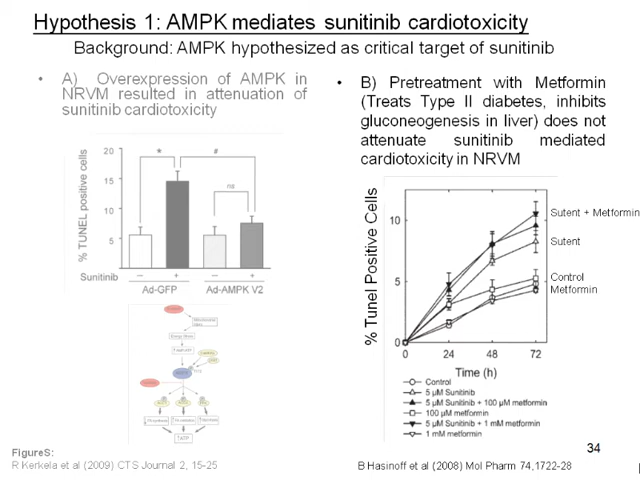 Hypothesis 1: AMPK mediates sunitinib cardiotoxicity
Background: AMPK hypothesized as critical target of sunitinib
• A) Overexpression of AMPK in
NRVM resulted in attenuation of
sunitinib cardiotoxicity
• B) Pretreatment with Metformin
(Treats Type II diabetes, inhibits
gluconeogenesis in liver) does not
attenuate sunitinib mediated
cardiotoxicity in NRVM
% TUNEL positive cells
20
15
10
5
* #
ns
Sunitinib – + – +
Ad-GFP Ad-AMPK V2
% Tunel Positive Cells
10
5
0
0 24 48 72
Time (h)
Sutent + Metformin
Sutent
Control
Metformin
Control
5 µM Sunitinib
5 µM Sunitinib + 100 µM metformin
100 µM metformin
5 µM Sunitinib + 1 mM metformin
1 mM metformin
34
FigureS:
R Kerkela et al (2009) CTS Journal 2, 15-25
B Hasinoff et al (2008) Mol Pharm 74,1722-28